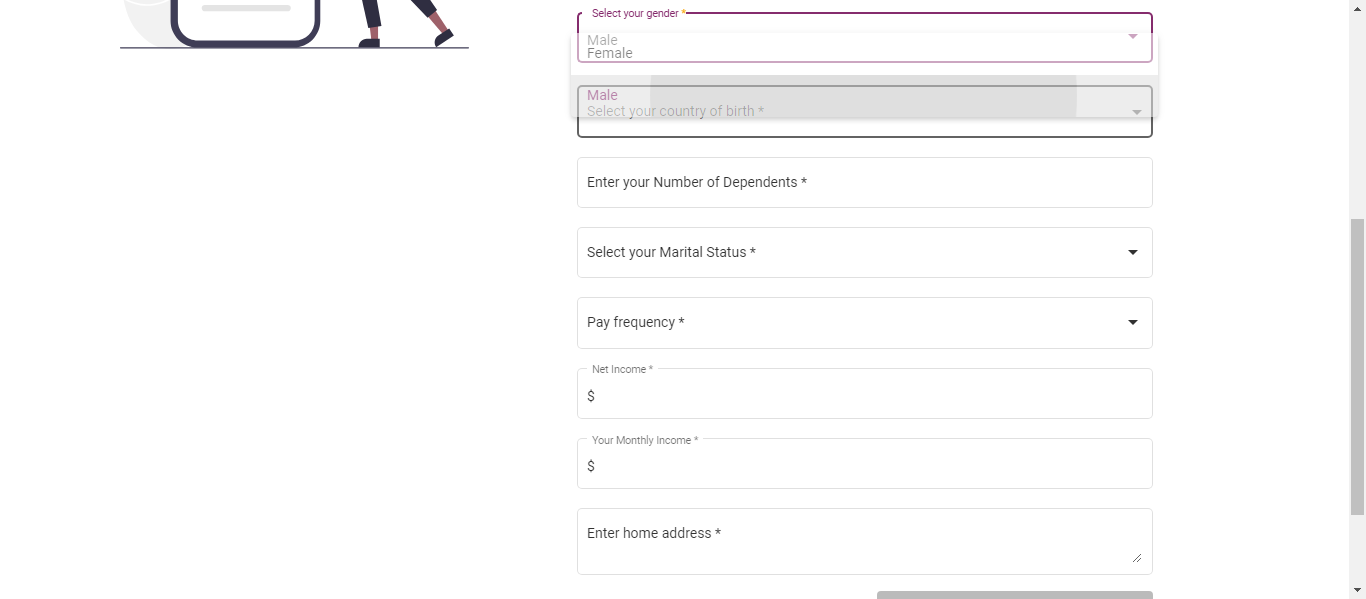 Select your gender *
Male
Female
Male
Select your country of birth *
Enter your Number of Dependents *
Select your Marital Status *
Pay frequency *
Net Income *
$
Your Monthly Income *
$
Enter home address *